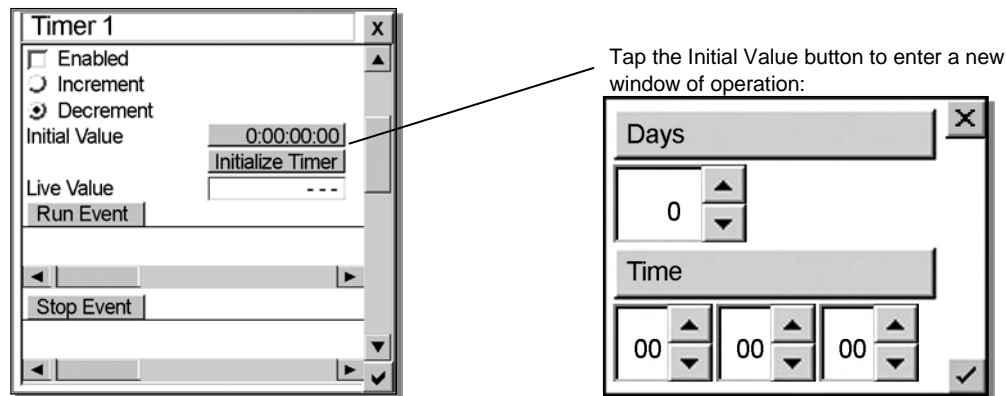 Timer 1
X
Enabled
Increment
Decrement
Initial Value 0:00:00:00
Initialize Timer
Live Value - - -
Run Event
Stop Event
Tap the Initial Value button to enter a new
window of operation:
Days
0
Time
00 00 00